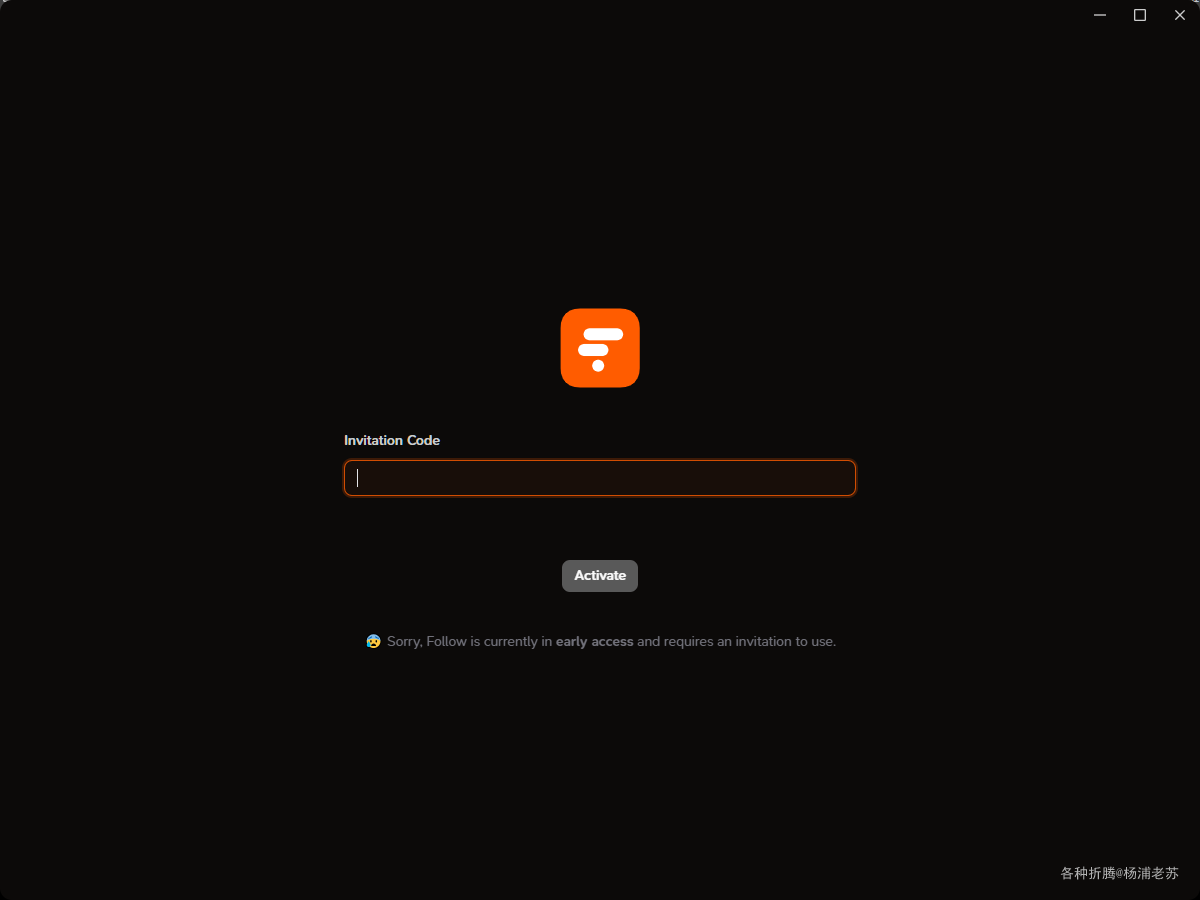 Invitation Code
Activate
😰 Sorry, Follow is currently in early access and requires an invitation to use.
各种折腾@杨浦老苏